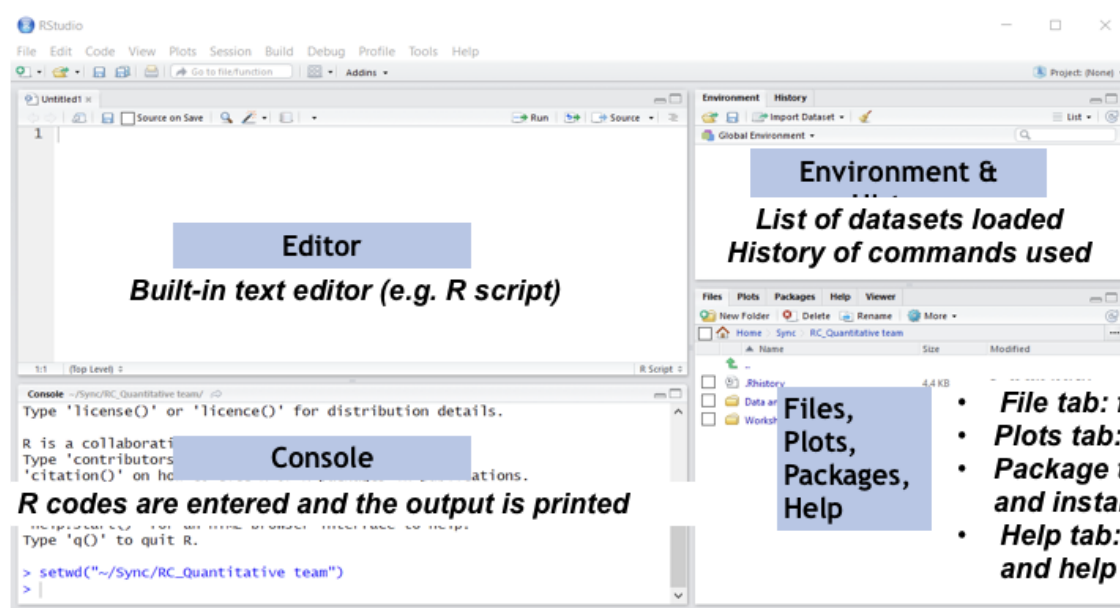 RStudio
File Edit Code View Plots Session Build Debug Profile Tools Help
Go to file/function Addins Project: (None)
Untitled1
Source on Save Run Source
1
Editor
Built-in text editor (e.g. R script)
1:1 (Top Level) R Script
Environment History
Import Dataset List
Global Environment
Environment &
List of datasets loaded
History of commands used
Console ~/Sync/RC_Quantitative team/
Type 'license()' or 'licence()' for distribution details.
R is a
Type 'contributors
'citation()' on
Console
R codes are entered and the output is printed
Type 'q()' to quit R.
> setwd("~/Sync/RC_Quantitative team")
>
Files Plots Packages Help Viewer
New Folder Delete Rename More
Home Sync RC_Quantitative team
Name Size Modified
..
.Rhistory 4.4 KB
Data
Files,
Plots,
Packages,
Help
• File tab:
• Plots tab:
• Package
and
• Help tab:
and help